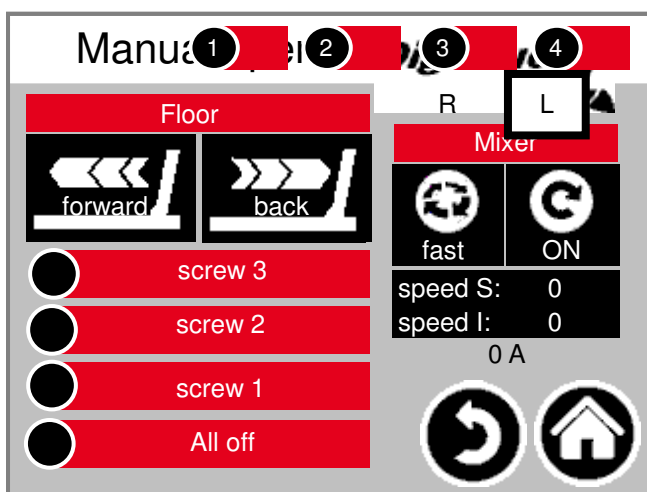 Manu
1
2
3
4
R
L
Floor
Mixer
forward
back
fast
ON
screw 3
speed S: 0
screw 2
speed I: 0
0 A
screw 1
All off